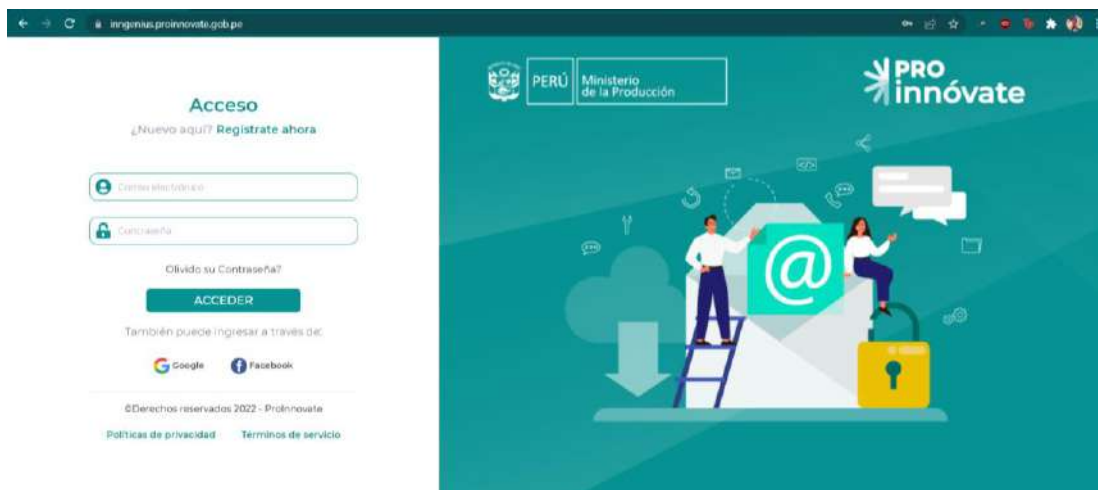 inngenius.proinnovate.gob.pe
Acceso
¿Nuevo aquí? Registrate ahora
Correo electrónico
Contraseña
Olvido su Contraseña?
ACCEDER
También puede ingresar a través de:
Google Facebook
©Derechos reservados 2022 - ProInnovate
Políticas de privacidad Términos de servicio
PERÚ
Ministerio
de la Producción
PRO
innóvate
@